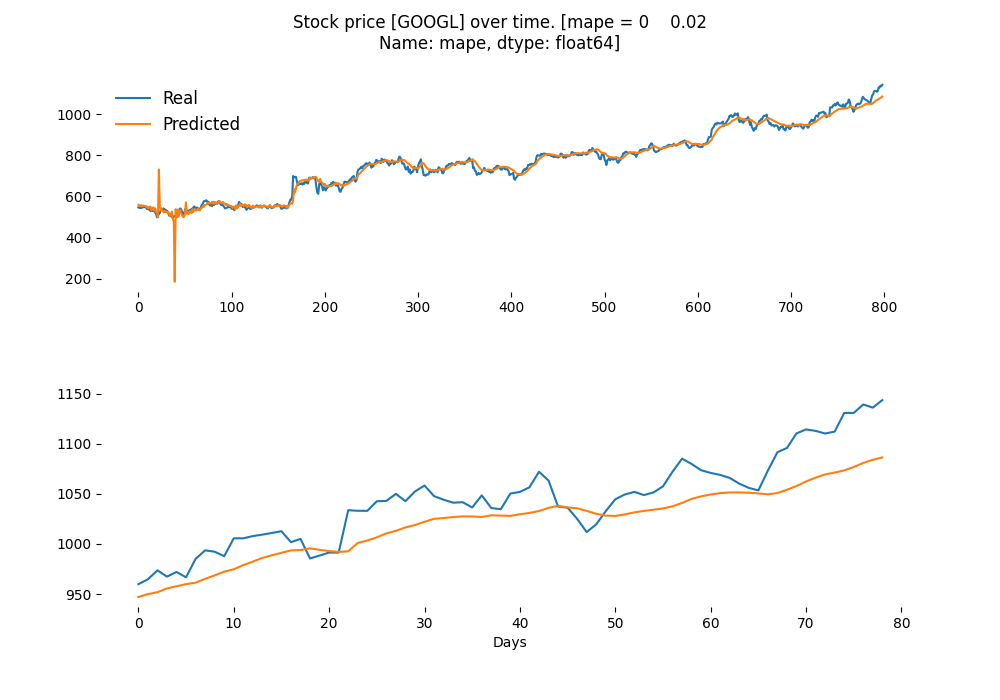 Stock price [GOOGL] over time. [mape = 0    0.02
Name: mape, dtype: float64]
Real
Predicted
1000
800
600
400
200
0 100 200 300 400 500 600 700 800
1150
1100
1050
1000
950
0 10 20 30 40 50 60 70 80
Days